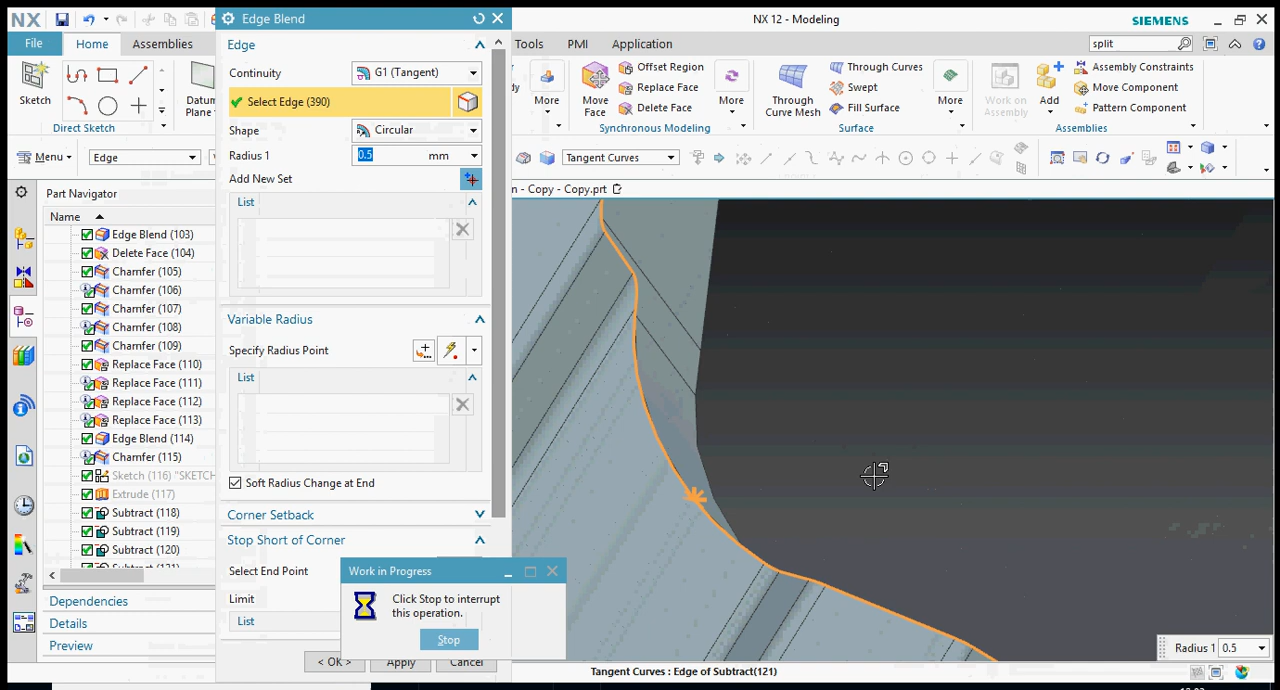 NX
Edge Blend
NX 12 - Modeling
SIEMENS
File
Home
Assemblies
Tools
PMI
Application
split
Sketch
Datum
Plane
Direct Sketch
More
Move
Face
Offset Region
Replace Face
Delete Face
More
Synchronous Modeling
Through
Curve Mesh
Through Curves
Swept
Fill Surface
More
Surface
Work on
Assembly
Add
Assembly Constraints
Move Component
Pattern Component
Assemblies
Menu
Edge
Tangent Curves
n - Copy - Copy.prt
Part Navigator
Name
Edge Blend (103)
Delete Face (104)
Chamfer (105)
Chamfer (106)
Chamfer (107)
Chamfer (108)
Chamfer (109)
Replace Face (110)
Replace Face (111)
Replace Face (112)
Replace Face (113)
Edge Blend (114)
Chamfer (115)
Sketch (116) "SKETCH
Extrude (117)
Subtract (118)
Subtract (119)
Subtract (120)
Dependencies
Details
Preview
Edge
Continuity
G1 (Tangent)
Select Edge (390)
Shape
Circular
Radius 1
0.5
mm
Add New Set
List
Variable Radius
Specify Radius Point
List
Soft Radius Change at End
Corner Setback
Stop Short of Corner
Select End Point
Limit
List
Work in Progress
Click Stop to interrupt
this operation.
Stop
< OK >
Apply
Cancel
Radius 1
0.5
Tangent Curves : Edge of Subtract(121)